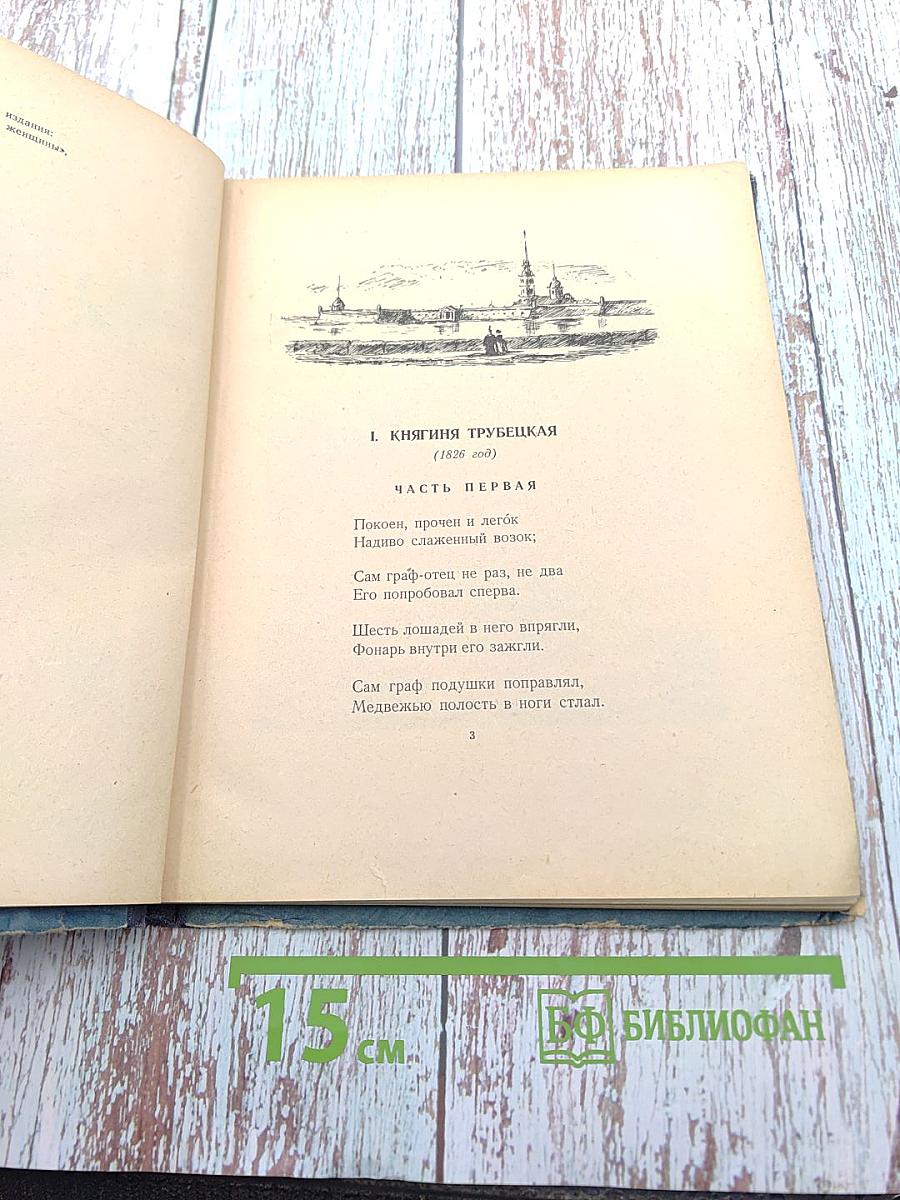 издания:
женщины».
I. КНЯГИНЯ ТРУБЕЦКАЯ
(1826 год)
ЧАСТЬ ПЕРВАЯ
Покоен, прочен и лего́к
Надиво слаженный возок;
Сам граф-отец не раз, не два
Его попробовал сперва.
Шесть лошадей в него впрягли,
Фонарь внутри его зажгли.
Сам граф подушки поправлял,
Медвежью полость в ноги стлал.
3
15 см
БФ БИБЛИОФАН